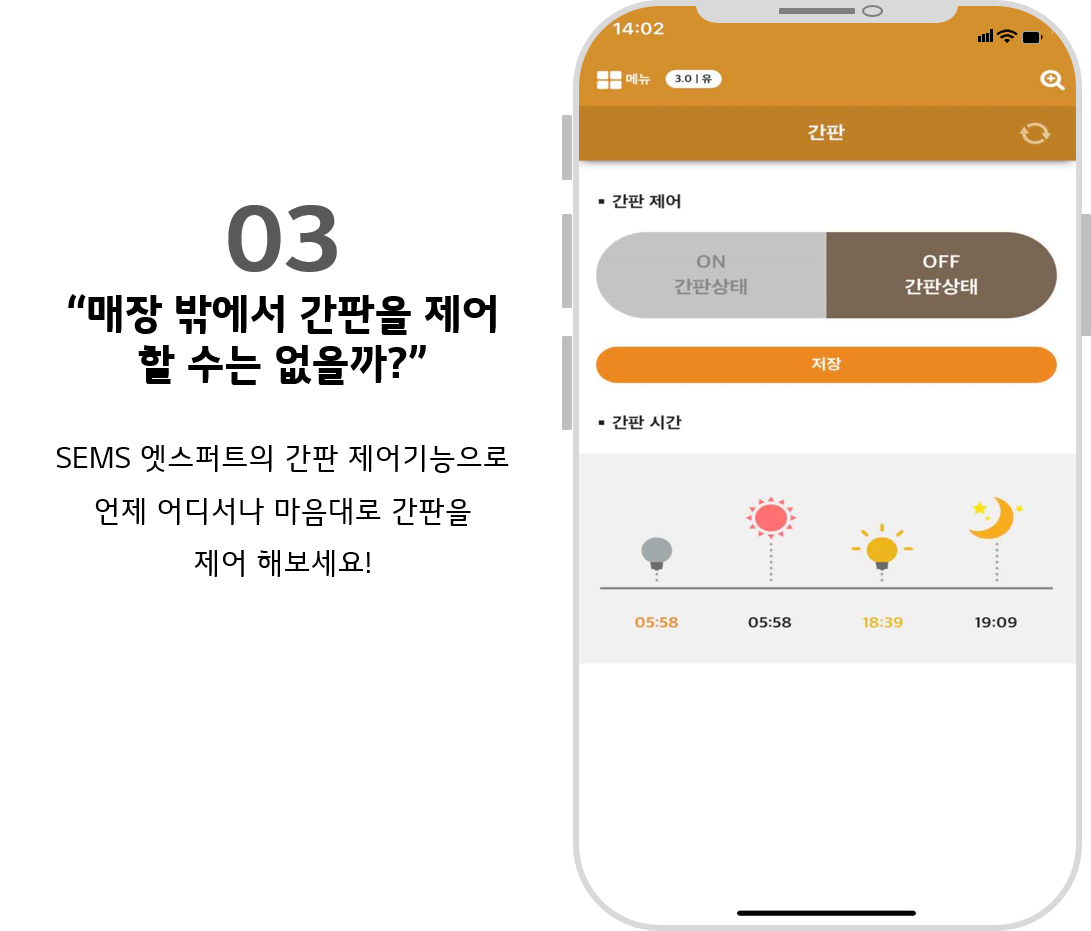 03
“매장 밖에서 간판을 제어
할 수는 없을까?”
SEMS 엣스퍼트의 간판 제어기능으로
언제 어디서나 마음대로 간판을
제어 해보세요!
14:02
메뉴 3.0 | 유
간판
▪ 간판 제어
ON
간판상태
OFF
간판상태
저장
▪ 간판 시간
05:58 05:58 18:39 19:09